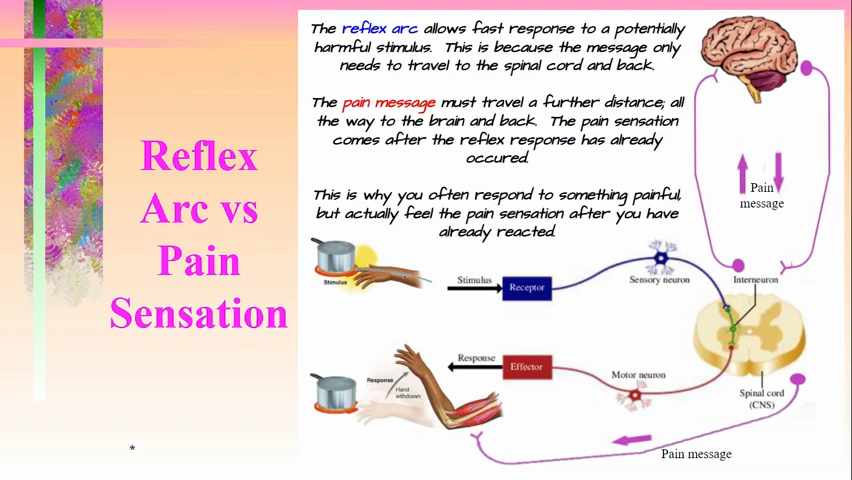 Reflex
Arc vs
Pain
Sensation
The reflex arc allows fast response to a potentially
harmful stimulus. This is because the message only
needs to travel to the spinal cord and back.
The pain message must travel a further distance; all
the way to the brain and back. The pain sensation
comes after the reflex response has already
occured.
This is why you often respond to something painful,
but actually feel the pain sensation after you have
already reacted.
Pain
message
Stimulus
Stimulus
Receptor
Sensory neuron
Interneuron
Response
Hand
withdrawn
Response
Effector
Motor neuron
Spinal cord
(CNS)
Pain message
*